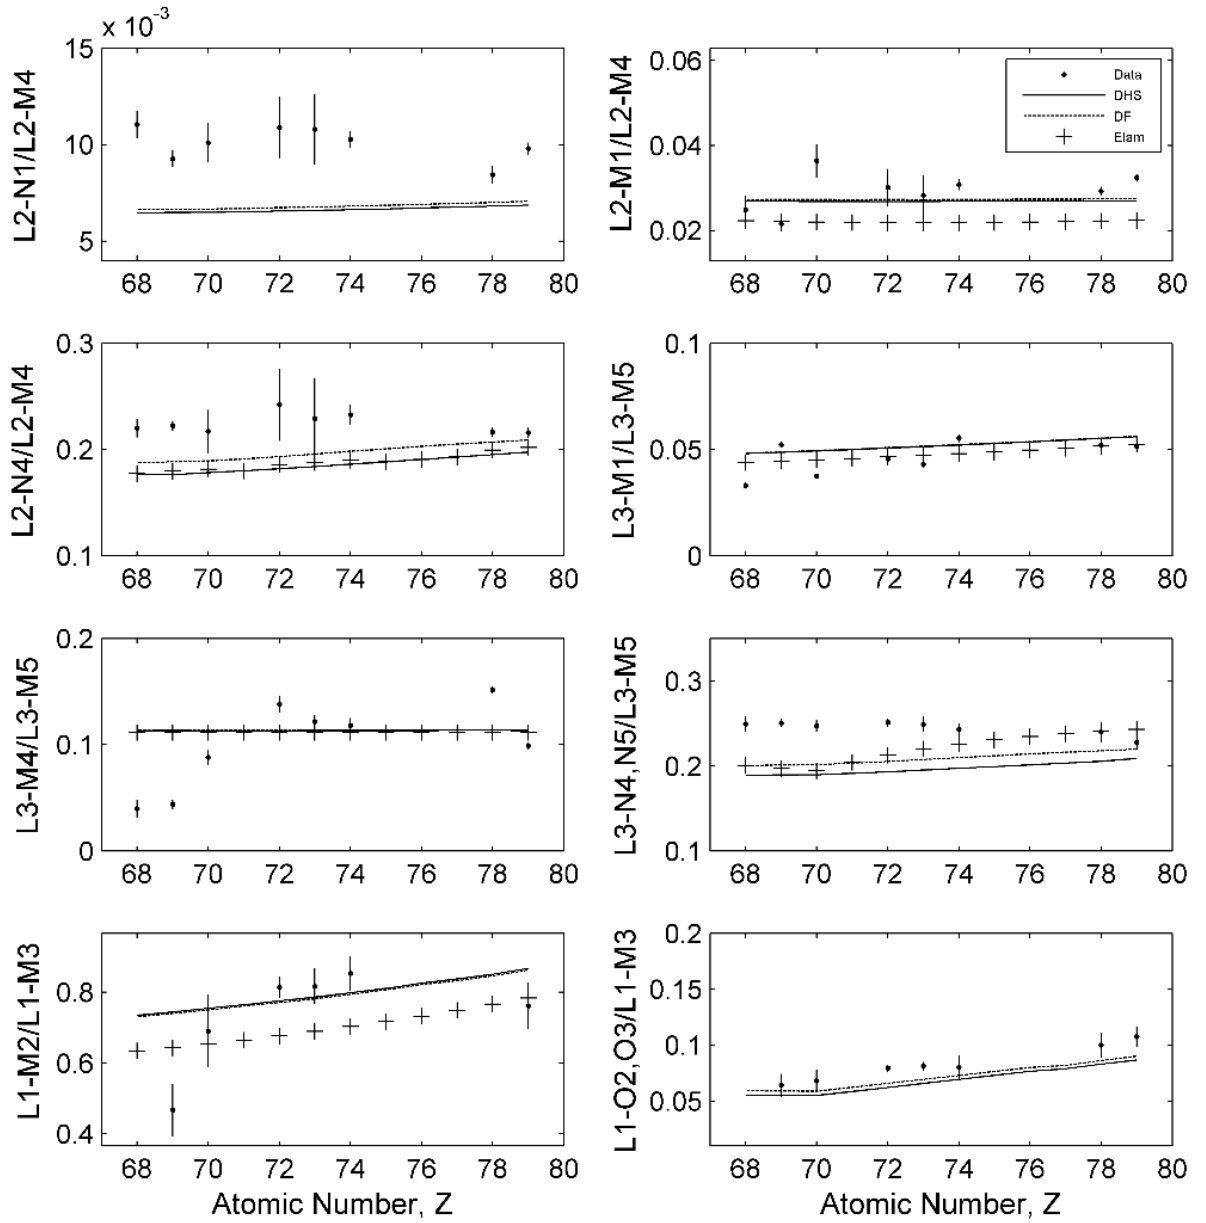 x 10-3
15
10
5
L2-N1/L2-M4
68 70 72 74 76 78 80
0.06
0.04
0.02
L2-M1/L2-M4
Data
DHS
DF
Elam
68 70 72 74 76 78 80
0.3
0.2
0.1
L2-N4/L2-M4
68 70 72 74 76 78 80
0.1
0.05
0
L3-M1/L3-M5
68 70 72 74 76 78 80
0.2
0.1
0
L3-M4/L3-M5
68 70 72 74 76 78 80
0.3
0.2
0.1
L3-N4,N5/L3-M5
68 70 72 74 76 78 80
0.8
0.6
0.4
L1-M2/L1-M3
68 70 72 74 76 78 80
Atomic Number, Z
0.2
0.15
0.1
0.05
L1-O2,O3/L1-M3
68 70 72 74 76 78 80
Atomic Number, Z